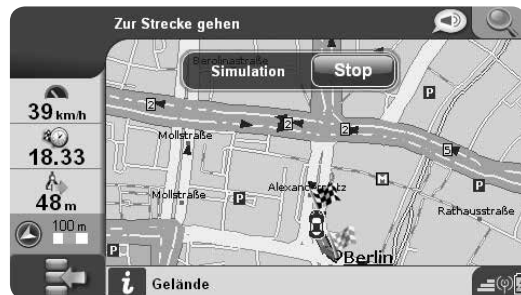 Zur Strecke gehen
Berolinastraße
Simulation Stop
P
39 km/h
2
2
2
Mollstraße
5
18.33
M
P
48 m
Mollstraße
P
Alexanderplatz
Rathausstraße
100 m
P
Berlin
i Gelände